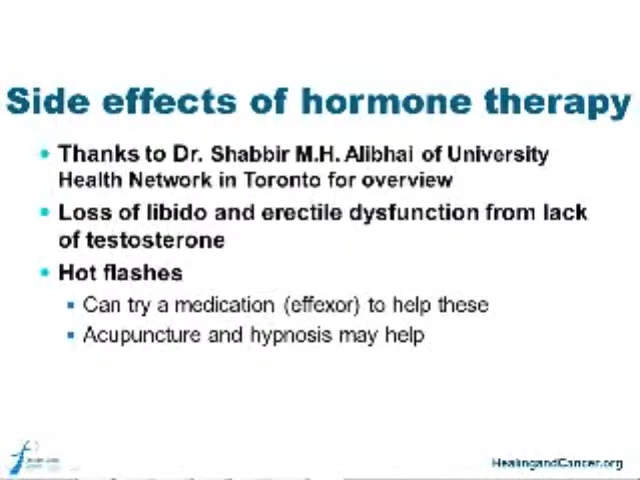 Side effects of hormone therapy
Thanks to Dr. Shabbir M.H. Alibhai of University
Health Network in Toronto for overview
Loss of libido and erectile dysfunction from lack
of testosterone
Hot flashes
Can try a medication (effexor) to help these
Acupuncture and hypnosis may help
HealingandCancer.org